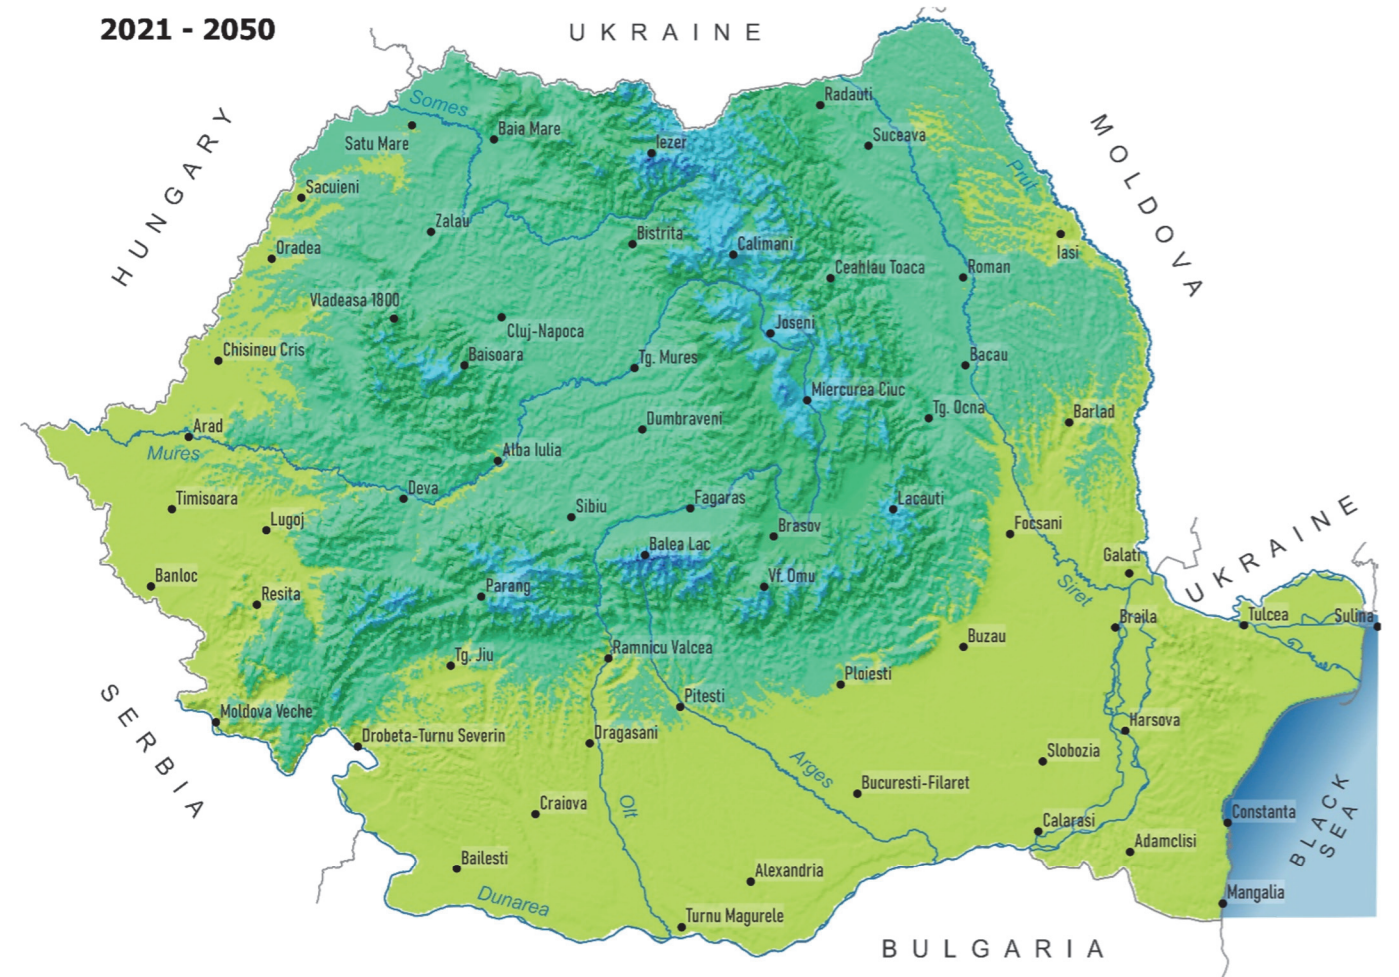 2021 - 2050
UKRAINE
HUNGARY
MOLDOVA
Somes
Radauti
Baia Mare
Suceava
Satu Mare
Iezer
Prut
Sacuieni
Zalau
Bistrita
Calimani
Iasi
Oradea
Ceahlau Toaca
Roman
Vladeasa 1800
Cluj-Napoca
Joseni
Chisineu Cris
Baisoara
Tg. Mures
Bacau
Miercurea Ciuc
Tg. Ocna
Barlad
Dumbraveni
Arad
Mures
Alba Iulia
Deva
Timisoara
Fagaras
Lacauti
Sibiu
Lugoj
Brasov
Focsani
UKRAINE
Balea Lac
Galati
Banloc
Parang
Vf. Omu
Siret
Resita
Braila
Tulcea
Sulina
Buzau
Ramnicu Valcea
Tg. Jiu
Ploiesti
SERBIA
Moldova Veche
Pitesti
Harsova
Drobeta-Turnu Severin
Dragasani
Slobozia
Arges
Bucuresti-Filaret
Craiova
Olt
Constanta
BLACK
SEA
Calarasi
Adamclisi
Bailesti
Alexandria
Mangalia
Dunarea
Turnu Magurele
BULGARIA